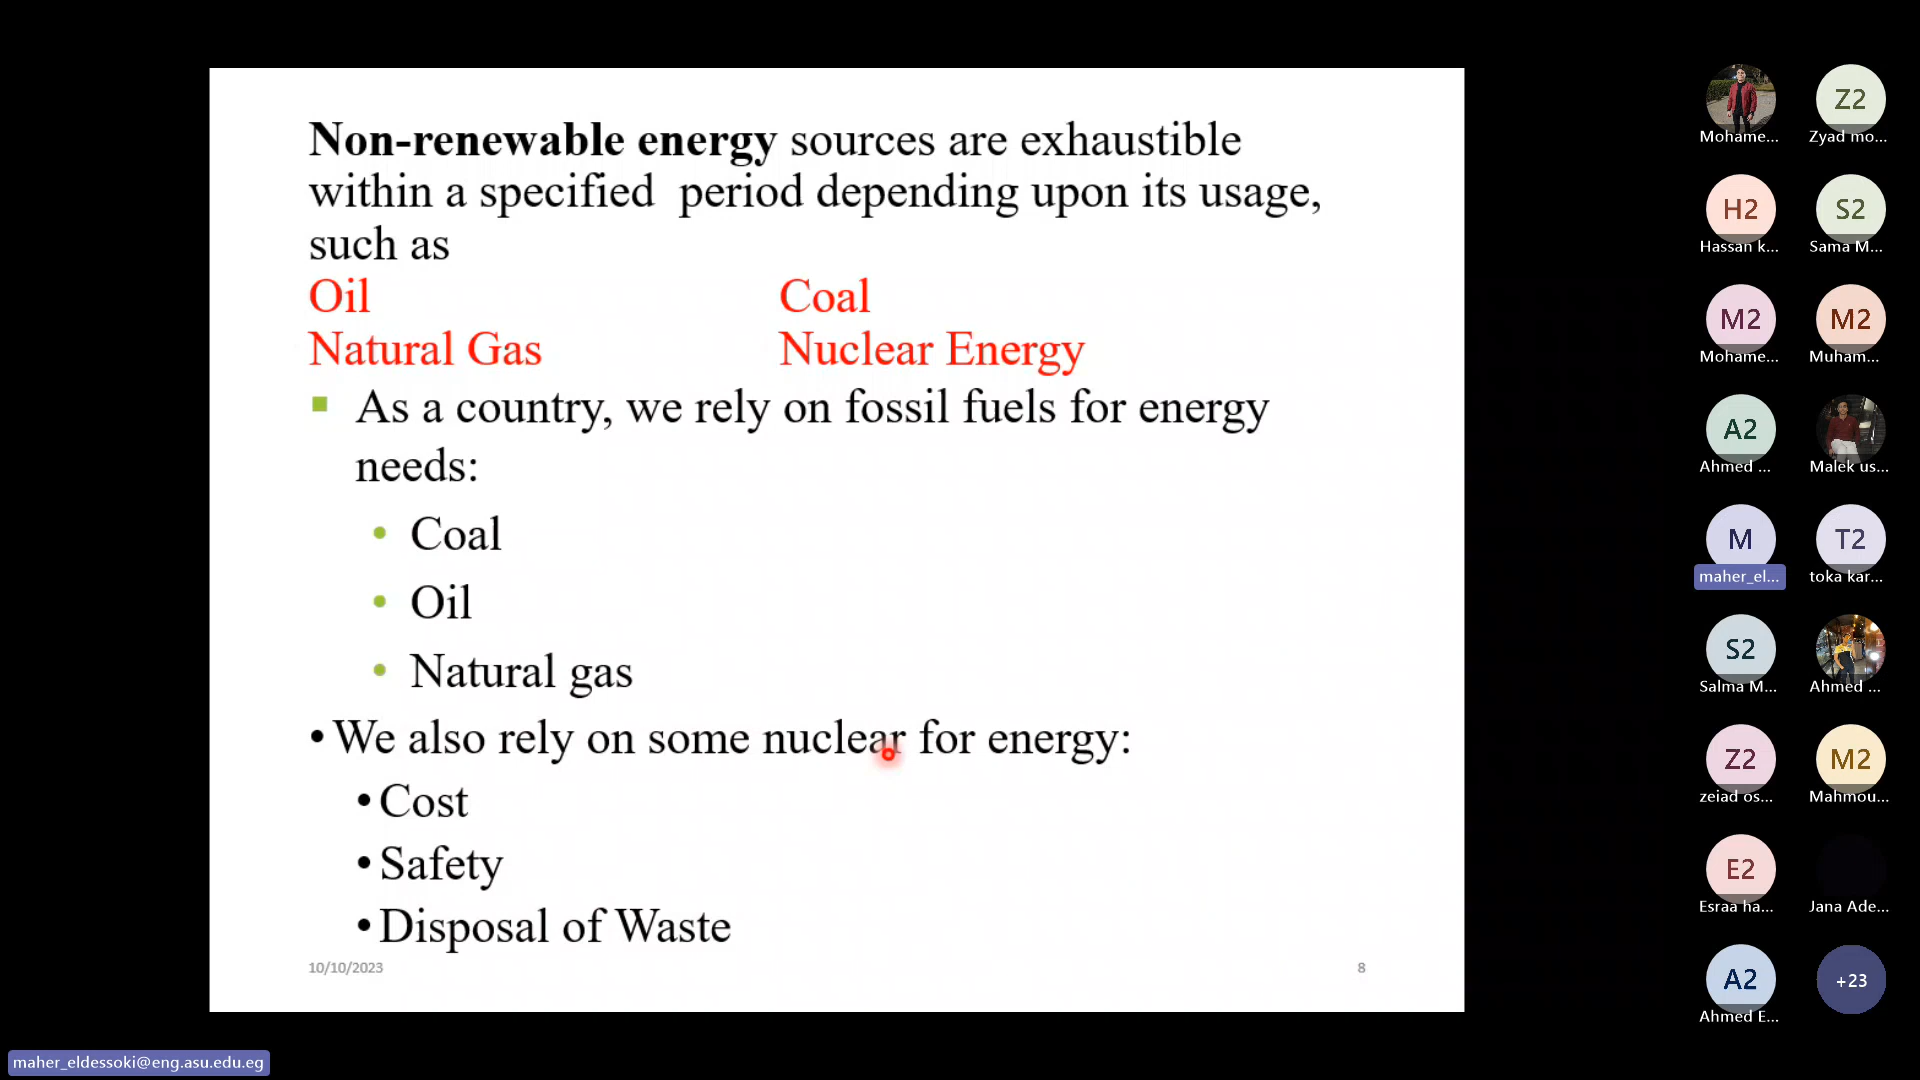 Non-renewable energy sources are exhaustible
within a specified  period depending upon its usage,
such as
Oil Coal
Natural Gas Nuclear Energy
As a country, we rely on fossil fuels for energy
needs:
• Coal
• Oil
• Natural gas
• We also rely on some nuclear for energy:
• Cost
• Safety
• Disposal of Waste
10/10/2023 8
Z2
Mohame... Zyad mo...
H2 S2
Hassan k... Sama M...
M2 M2
Mohame... Muham...
A2
Ahmed ... Malek us...
M T2
maher_el... toka kar...
S2
Salma M... Ahmed ...
Z2 M2
zeiad os... Mahmou...
E2
Esraa ha... Jana Ade...
A2 +23
Ahmed E...
maher_eldessoki@eng.asu.edu.eg